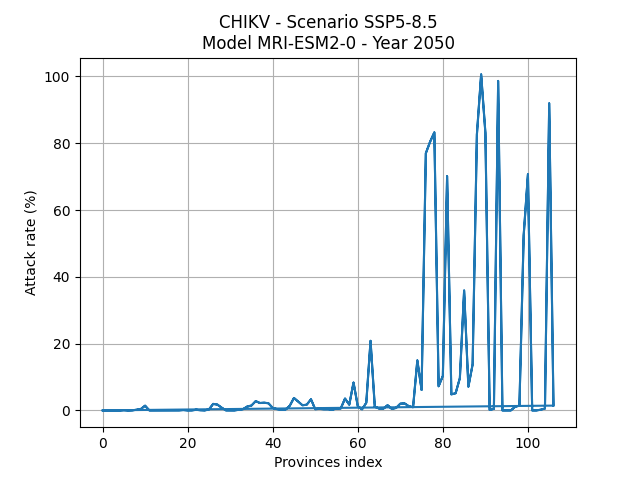 CHIKV - Scenario SSP5-8.5
Model MRI-ESM2-0 - Year 2050
100
80
60
40
20
0
Attack rate (%)
0 20 40 60 80 100
Provinces index